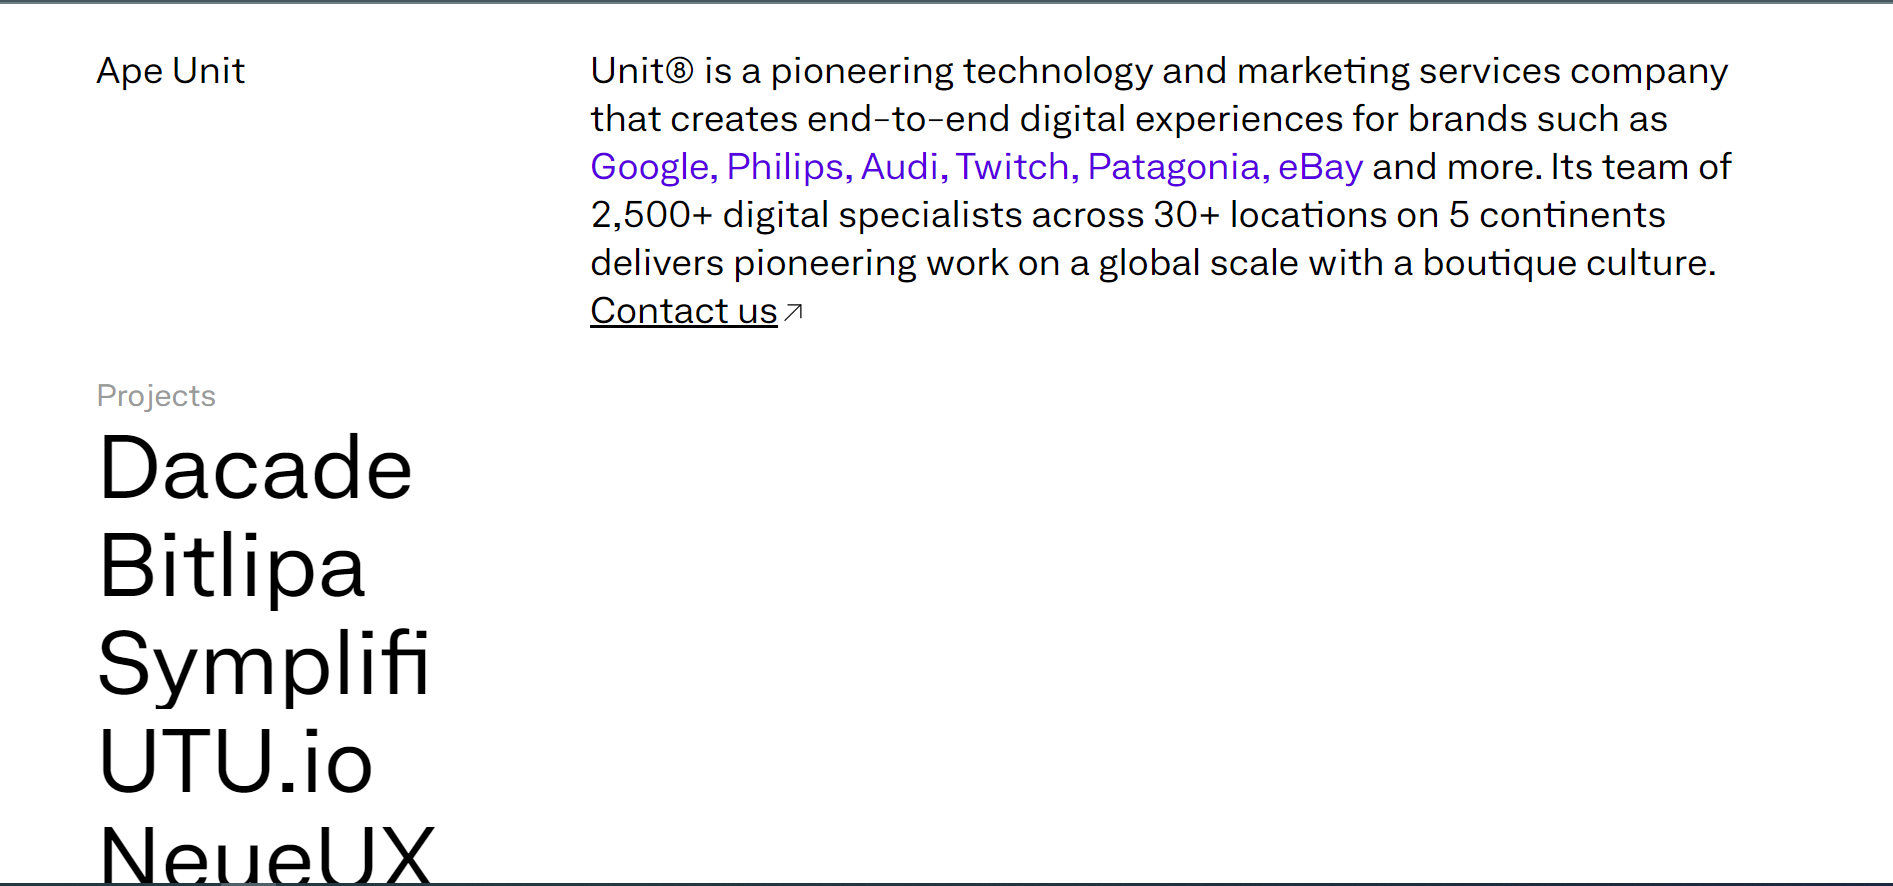 Ape Unit
Unit® is a pioneering technology and marketing services company
that creates end-to-end digital experiences for brands such as
Google, Philips, Audi, Twitch, Patagonia, eBay and more. Its team of
2,500+ digital specialists across 30+ locations on 5 continents
delivers pioneering work on a global scale with a boutique culture.
Contact us↗
Projects
Dacade
Bitlipa
Symplifi
UTU.io
NeueUX